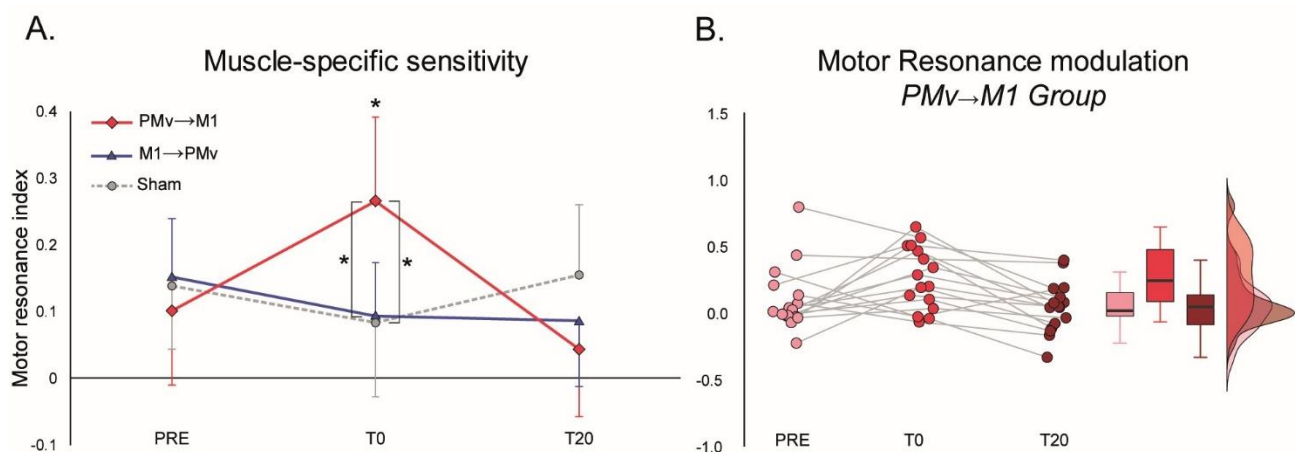 A.
Muscle-specific sensitivity
Motor resonance index
0.4
0.3
0.2
0.1
0
-0.1
PMv→M1
M1→PMv
Sham
*
* *
PRE T0 T20
B.
Motor Resonance modulation
PMv→M1 Group
1.5
1.0
0.5
0.0
-0.5
-1.0
PRE T0 T20